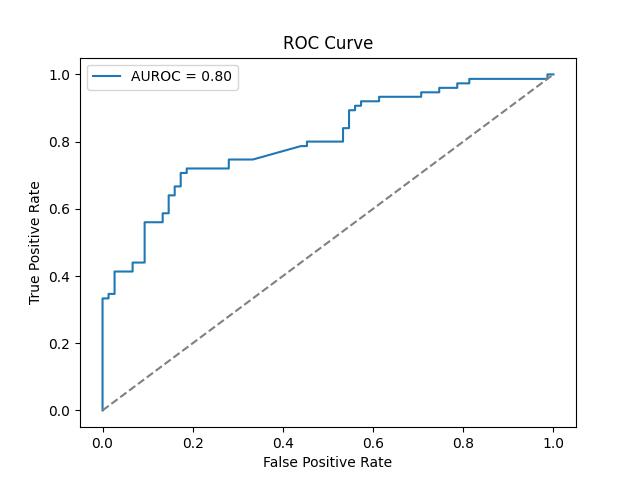 ROC Curve
AUROC = 0.80
True Positive Rate
1.0
0.8
0.6
0.4
0.2
0.0
0.0 0.2 0.4 0.6 0.8 1.0
False Positive Rate